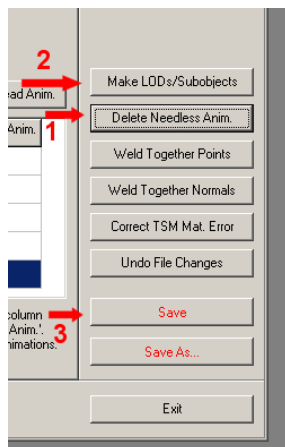 2
Make LODs/Subobjects
ead Anim.
1
Delete Needless Anim.
Anim.
Weld Together Points
Weld Together Normals
Correct TSM Mat. Error
Undo File Changes
column
3
Save
Anim.'.
nimations.
Save As...
Exit